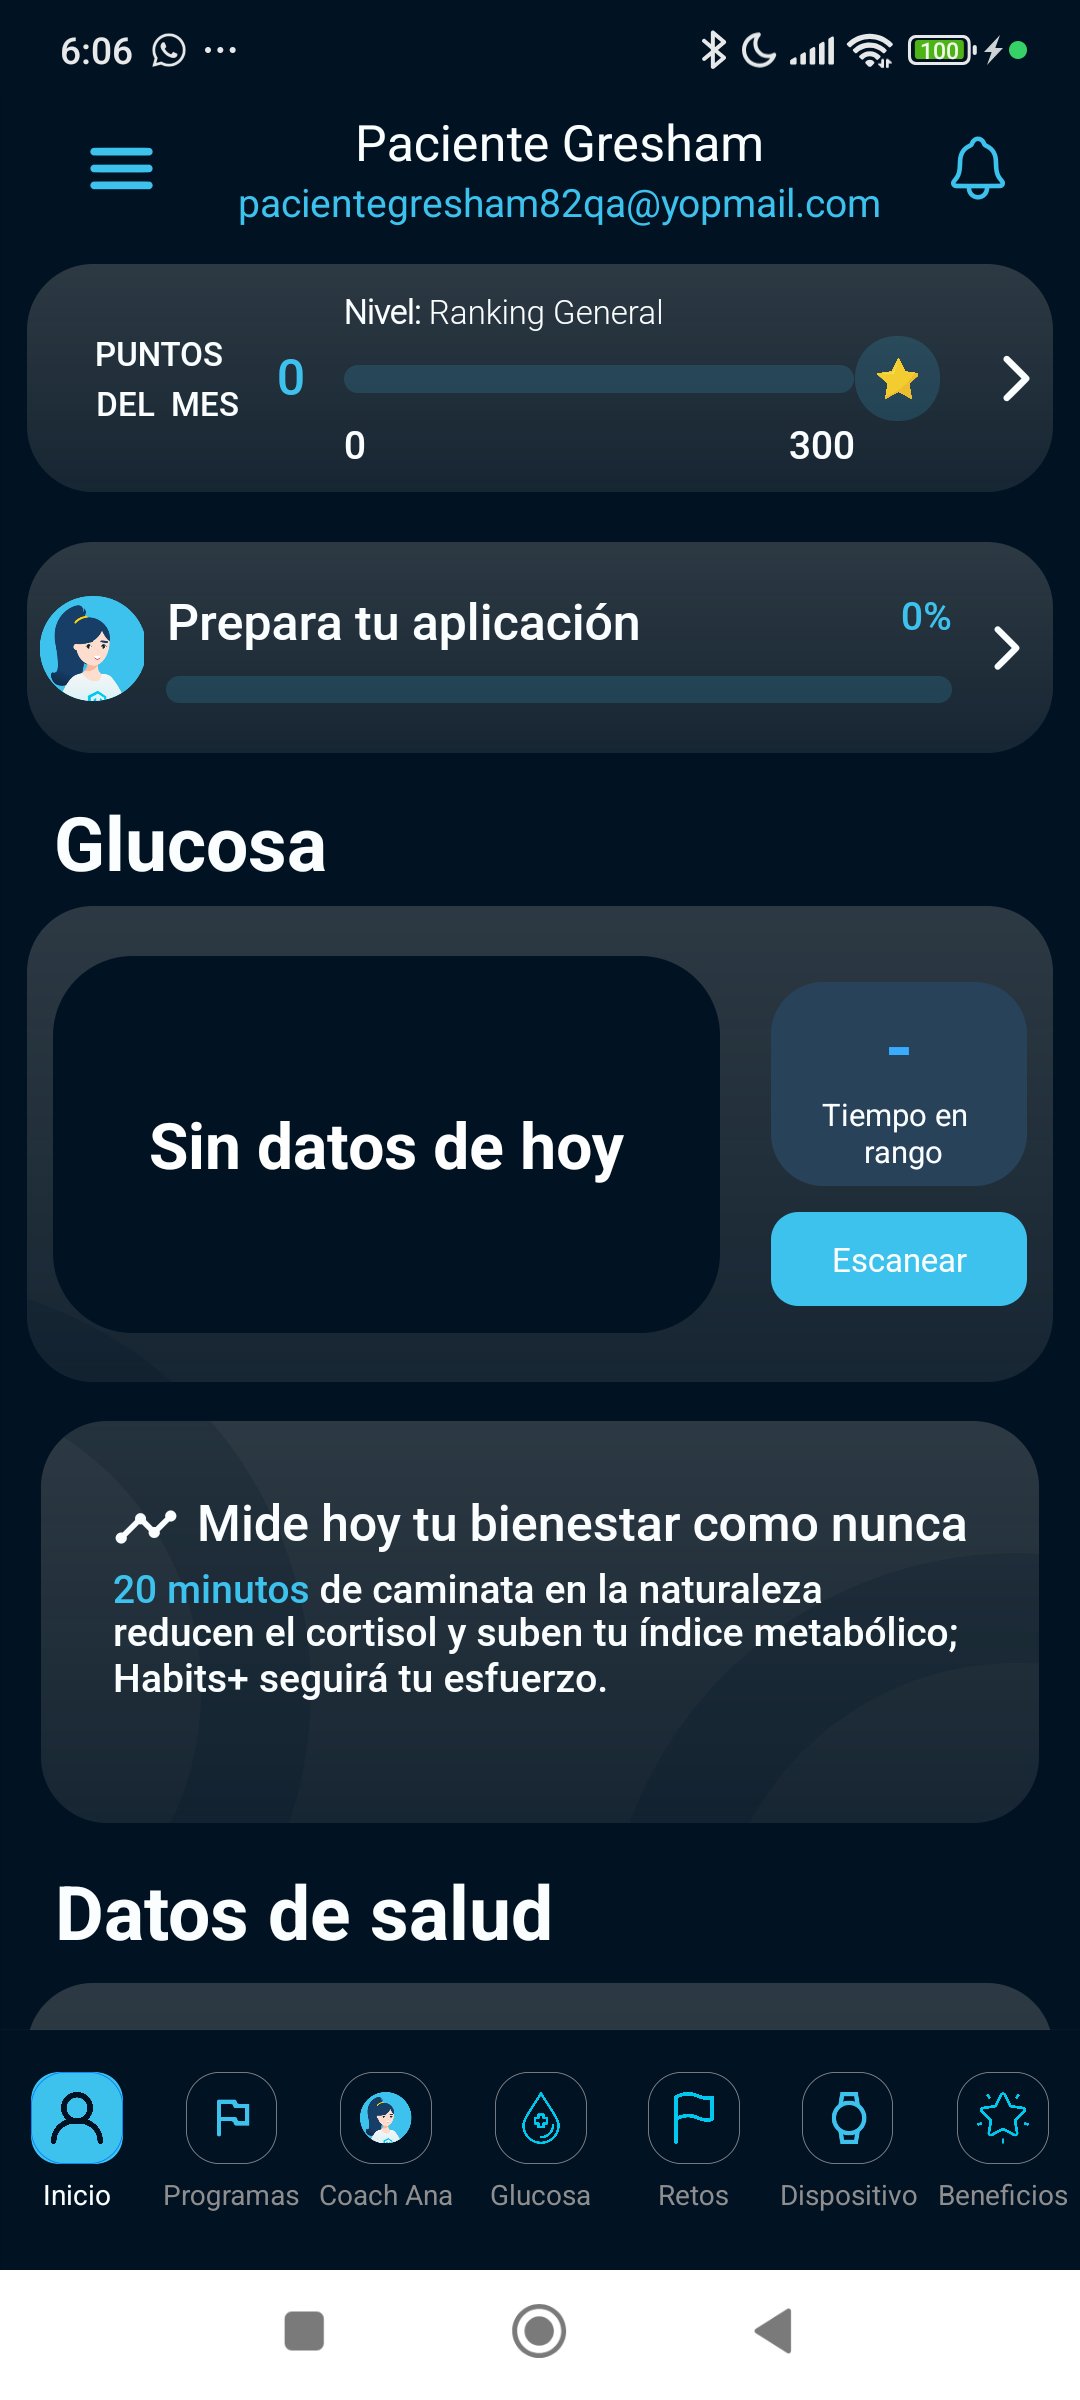 6:06
100
Paciente Gresham
pacientegresham82qa@yopmail.com
Nivel: Ranking General
PUNTOS
DEL MES
0
0
300
Prepara tu aplicación
0%
Glucosa
Sin datos de hoy
-
Tiempo en
rango
Escanear
Mide hoy tu bienestar como nunca
20 minutos de caminata en la naturaleza
reducen el cortisol y suben tu índice metabólico;
Habits+ seguirá tu esfuerzo.
Datos de salud
Inicio
Programas
Coach Ana
Glucosa
Retos
Dispositivo
Beneficios